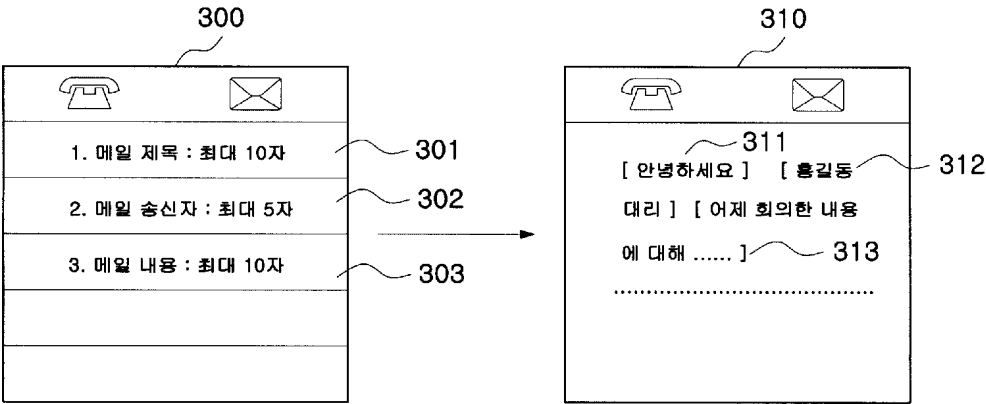 300
310
1. 메일 제목 : 최대 10자
301
2. 메일 송신자 : 최대 5자
302
3. 메일 내용 : 최대 10자
303
311
[ 안녕하세요 ] [ 홍길동
312
대리 ] [ 어제 회의한 내용
에 대해 ...... ]
313